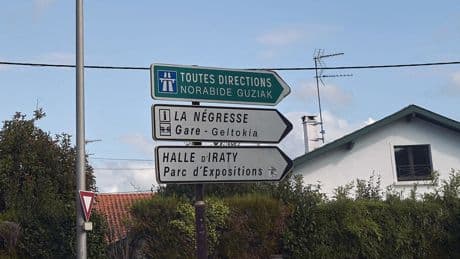 TOUTES DIRECTIONS
NORABIDE GUZIAK
i LA NÉGRESSE
Gare - Geltokia
HALLE D'IRATY
Parc d'Expositions